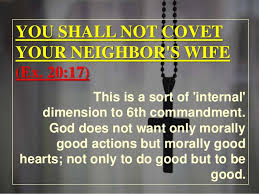 YOU SHALL NOT COVET
YOUR NEIGHBOR'S WIFE
(Ex. 20:17)
This is a sort of 'internal'
dimension to 6th commandment.
God does not want only morally
good actions but morally good
hearts; not only to do good but to be
good.